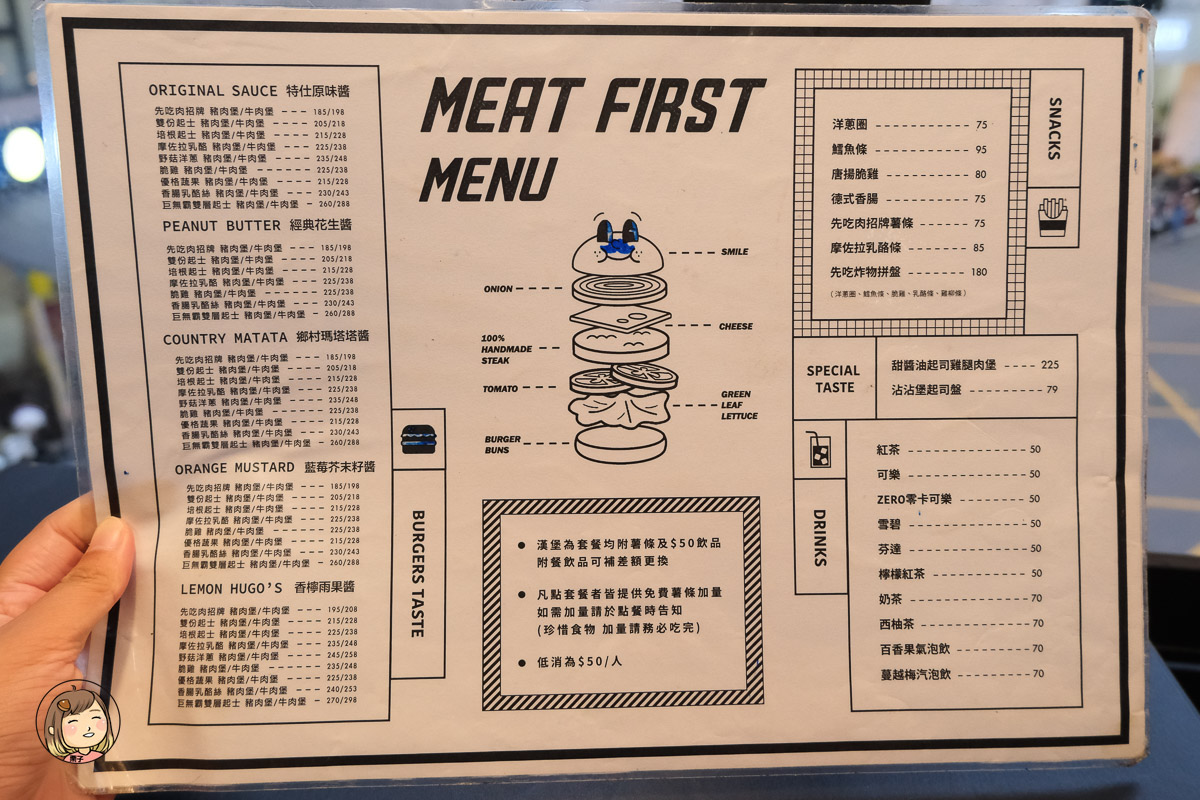 ORIGINAL SAUCE 特仕原味醬
先吃肉招牌 豬肉堡/牛肉堡 --- 185/198
雙份起士 豬肉堡/牛肉堡 ---- 205/218
培根起士 豬肉堡/牛肉堡 ---- 215/228
摩佐拉乳酪 豬肉堡/牛肉堡 --- 225/238
野菇洋蔥 豬肉堡/牛肉堡 ---- 235/248
脆雞 豬肉堡/牛肉堡 ------- 225/238
優格蔬果 豬肉堡/牛肉堡 ---- 215/228
香腸乳酪絲 豬肉堡/牛肉堡 --- 230/243
巨無霸雙層起士 豬肉堡/牛肉堡 - 260/288
PEANUT BUTTER 經典花生醬
先吃肉招牌 豬肉堡/牛肉堡 --- 185/198
雙份起士 豬肉堡/牛肉堡 ---- 205/218
培根起士 豬肉堡/牛肉堡 ---- 215/228
摩佐拉乳酪 豬肉堡/牛肉堡 --- 225/238
脆雞 豬肉堡/牛肉堡 ------- 225/238
香腸乳酪絲 豬肉堡/牛肉堡 --- 230/243
巨無霸雙層起士 豬肉堡/牛肉堡 - 260/288
COUNTRY MATATA 鄉村瑪塔塔醬
先吃肉招牌 豬肉堡/牛肉堡 --- 185/198
雙份起士 豬肉堡/牛肉堡 ---- 205/218
培根起士 豬肉堡/牛肉堡 ---- 215/228
摩佐拉乳酪 豬肉堡/牛肉堡 --- 225/238
野菇洋蔥 豬肉堡/牛肉堡 ---- 235/248
脆雞 豬肉堡/牛肉堡 ------- 225/238
優格蔬果 豬肉堡/牛肉堡 ---- 215/228
香腸乳酪絲 豬肉堡/牛肉堡 --- 230/243
巨無霸雙層起士 豬肉堡/牛肉堡 - 260/288
ORANGE MUSTARD 藍莓芥末籽醬
先吃肉招牌 豬肉堡/牛肉堡 --- 185/198
雙份起士 豬肉堡/牛肉堡 ---- 205/218
培根起士 豬肉堡/牛肉堡 ---- 215/228
摩佐拉乳酪 豬肉堡/牛肉堡 --- 225/238
脆雞 豬肉堡/牛肉堡 ------- 225/238
優格蔬果 豬肉堡/牛肉堡 ---- 215/228
香腸乳酪絲 豬肉堡/牛肉堡 --- 230/243
巨無霸雙層起士 豬肉堡/牛肉堡 - 260/288
LEMON HUGO'S 香檸雨果醬
先吃肉招牌 豬肉堡/牛肉堡 --- 195/208
雙份起士 豬肉堡/牛肉堡 ---- 215/228
培根起士 豬肉堡/牛肉堡 ---- 225/238
摩佐拉乳酪 豬肉堡/牛肉堡 --- 235/248
野菇洋蔥 豬肉堡/牛肉堡 ---- 245/258
脆雞 豬肉堡/牛肉堡 ------- 235/248
優格蔬果 豬肉堡/牛肉堡 ---- 225/238
香腸乳酪絲 豬肉堡/牛肉堡 --- 240/253
巨無霸雙層起士 豬肉堡/牛肉堡 - 270/298
BURGERS TASTE
MEAT FIRST
MENU
SMILE
ONION
CHEESE
100%
HANDMADE
STEAK
TOMATO
GREEN
LEAF
LETTUCE
BURGER
BUNS
● 漢堡為套餐均附薯條及$50飲品
附餐飲品可補差額更換
● 凡點套餐者皆提供免費薯條加量
如需加量請於點餐時告知
(珍惜食物 加量請務必吃完)
● 低消為$50/人
SNACKS
洋蔥圈 ------------ 75
鱈魚條 ------------ 95
唐揚脆雞 ---------- 80
德式香腸 ---------- 75
先吃肉招牌薯條 ----- 75
摩佐拉乳酪條 ------- 85
先吃炸物拼盤 ------- 180
(洋蔥圈、鱈魚條、脆雞、乳酪條、雞柳條)
SPECIAL
TASTE
甜醬油起司雞腿肉堡 ---- 225
沾沾堡起司盤 --------- 79
DRINKS
紅茶 ---------------- 50
可樂 ---------------- 50
ZERO零卡可樂 --------- 50
雪碧 ---------------- 50
芬達 ---------------- 50
檸檬紅茶 ------------- 50
奶茶 ---------------- 70
西柚茶 --------------- 70
百香果氣泡飲 ---------- 70
蔓越梅汽泡飲 ---------- 70
栗子